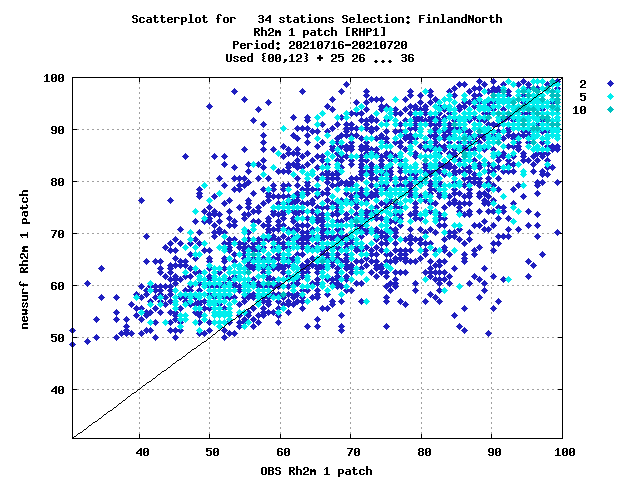 Scatterplot for   34 stations Selection: FinlandNorth
Rh2m 1 patch [RHP1]
Period: 20210716-20210720
Used {00,12} + 25 26 ... 36
100
90
80
70
60
50
40
40 50 60 70 80 90 100
newsurf Rh2m 1 patch
OBS Rh2m 1 patch
2
5
10